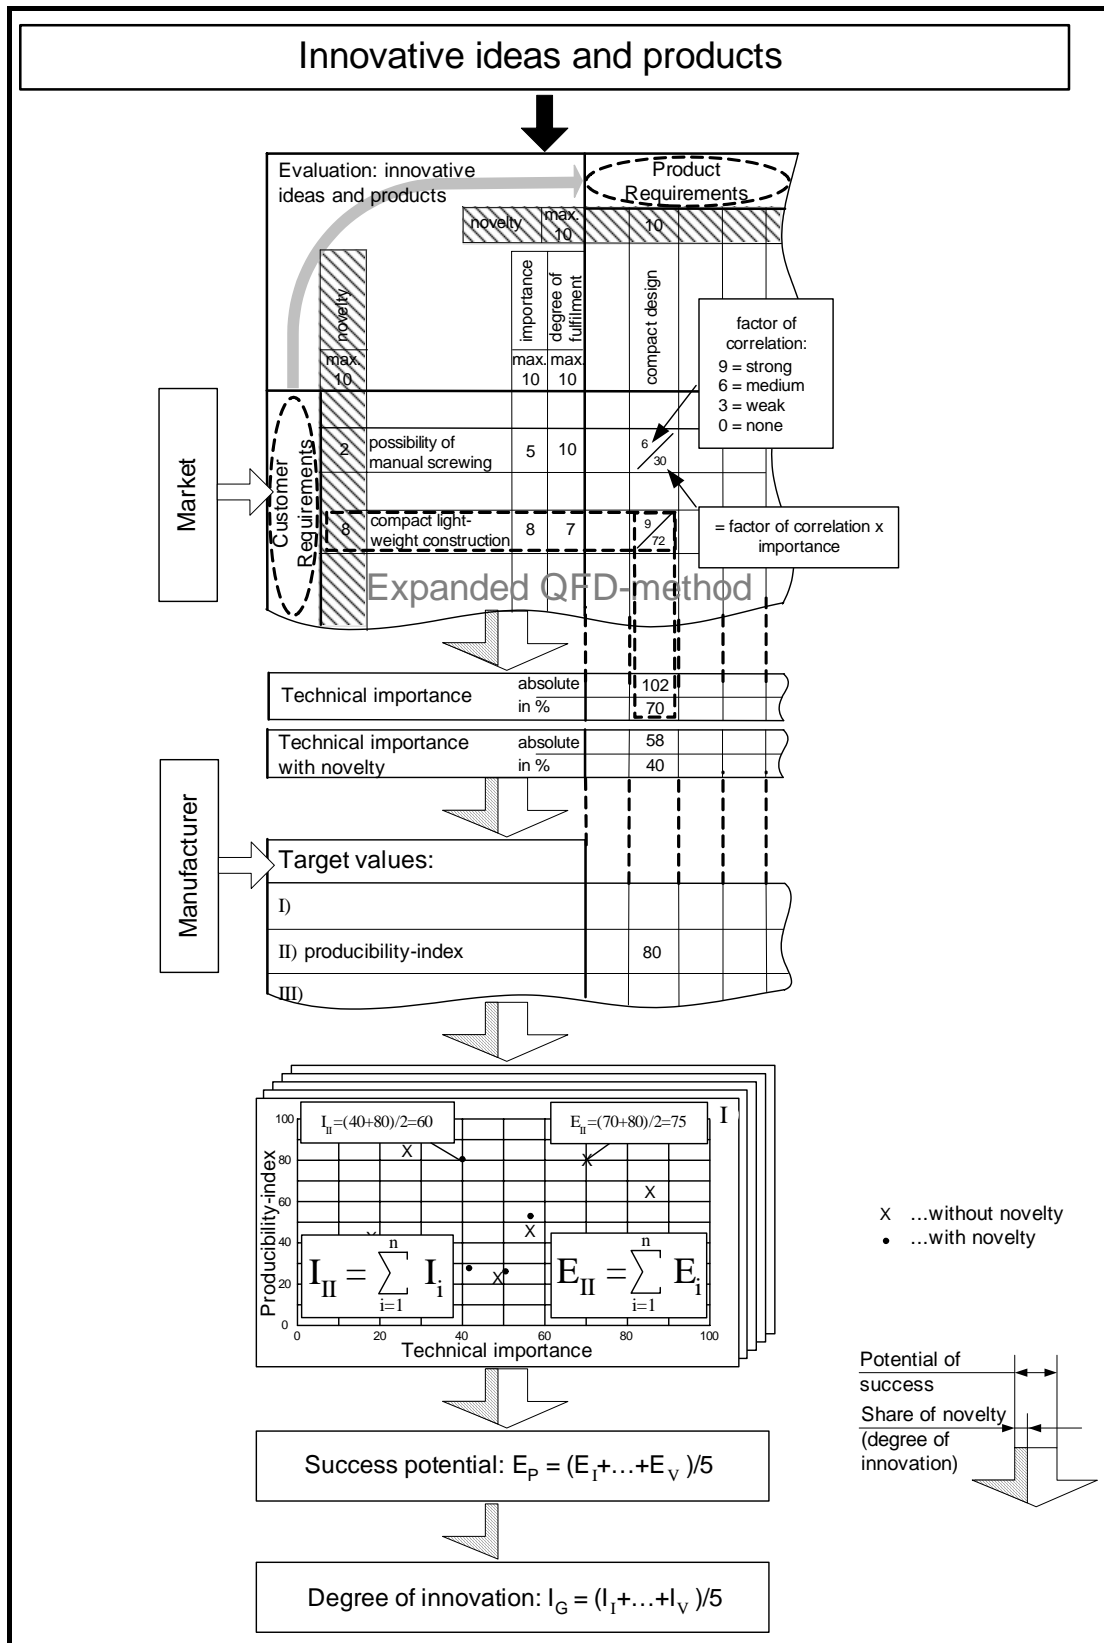 Innovative ideas and products
Evaluation: innovative
ideas and products
Product
Requirements
novelty
max.
10
10
novelty
max.
10
importance
max.
10
degree of
fulfilment
max.
10
compact design
factor of
correlation:
9 = strong
6 = medium
3 = weak
0 = none
Market
Customer
Requirements
2
possibility of
manual screwing
5
10
6
30
8
compact light-
weight construction
8
7
9
72
= factor of correlation x
importance
Expanded QFD-method
Technical importance
absolute
102
in %
70
Technical importance
with novelty
absolute
58
in %
40
Manufacturer
Target values:
I)
II) producibility-index
80
III)
I
I_II=(40+80)/2=60
E_II=(70+80)/2=75
Producibility-index
100
80
60
40
20
0
X
X
X
X
X
X
I_II = n ∑ i=1 I_i
E_II = n ∑ i=1 E_i
0 20 40 60 80 100
Technical importance
X ...without novelty
• ...with novelty
Potential of
success
Share of novelty
(degree of
innovation)
Success potential: E_P = (E_I+...+E_V)/5
Degree of innovation: I_G = (I_I+...+I_V)/5